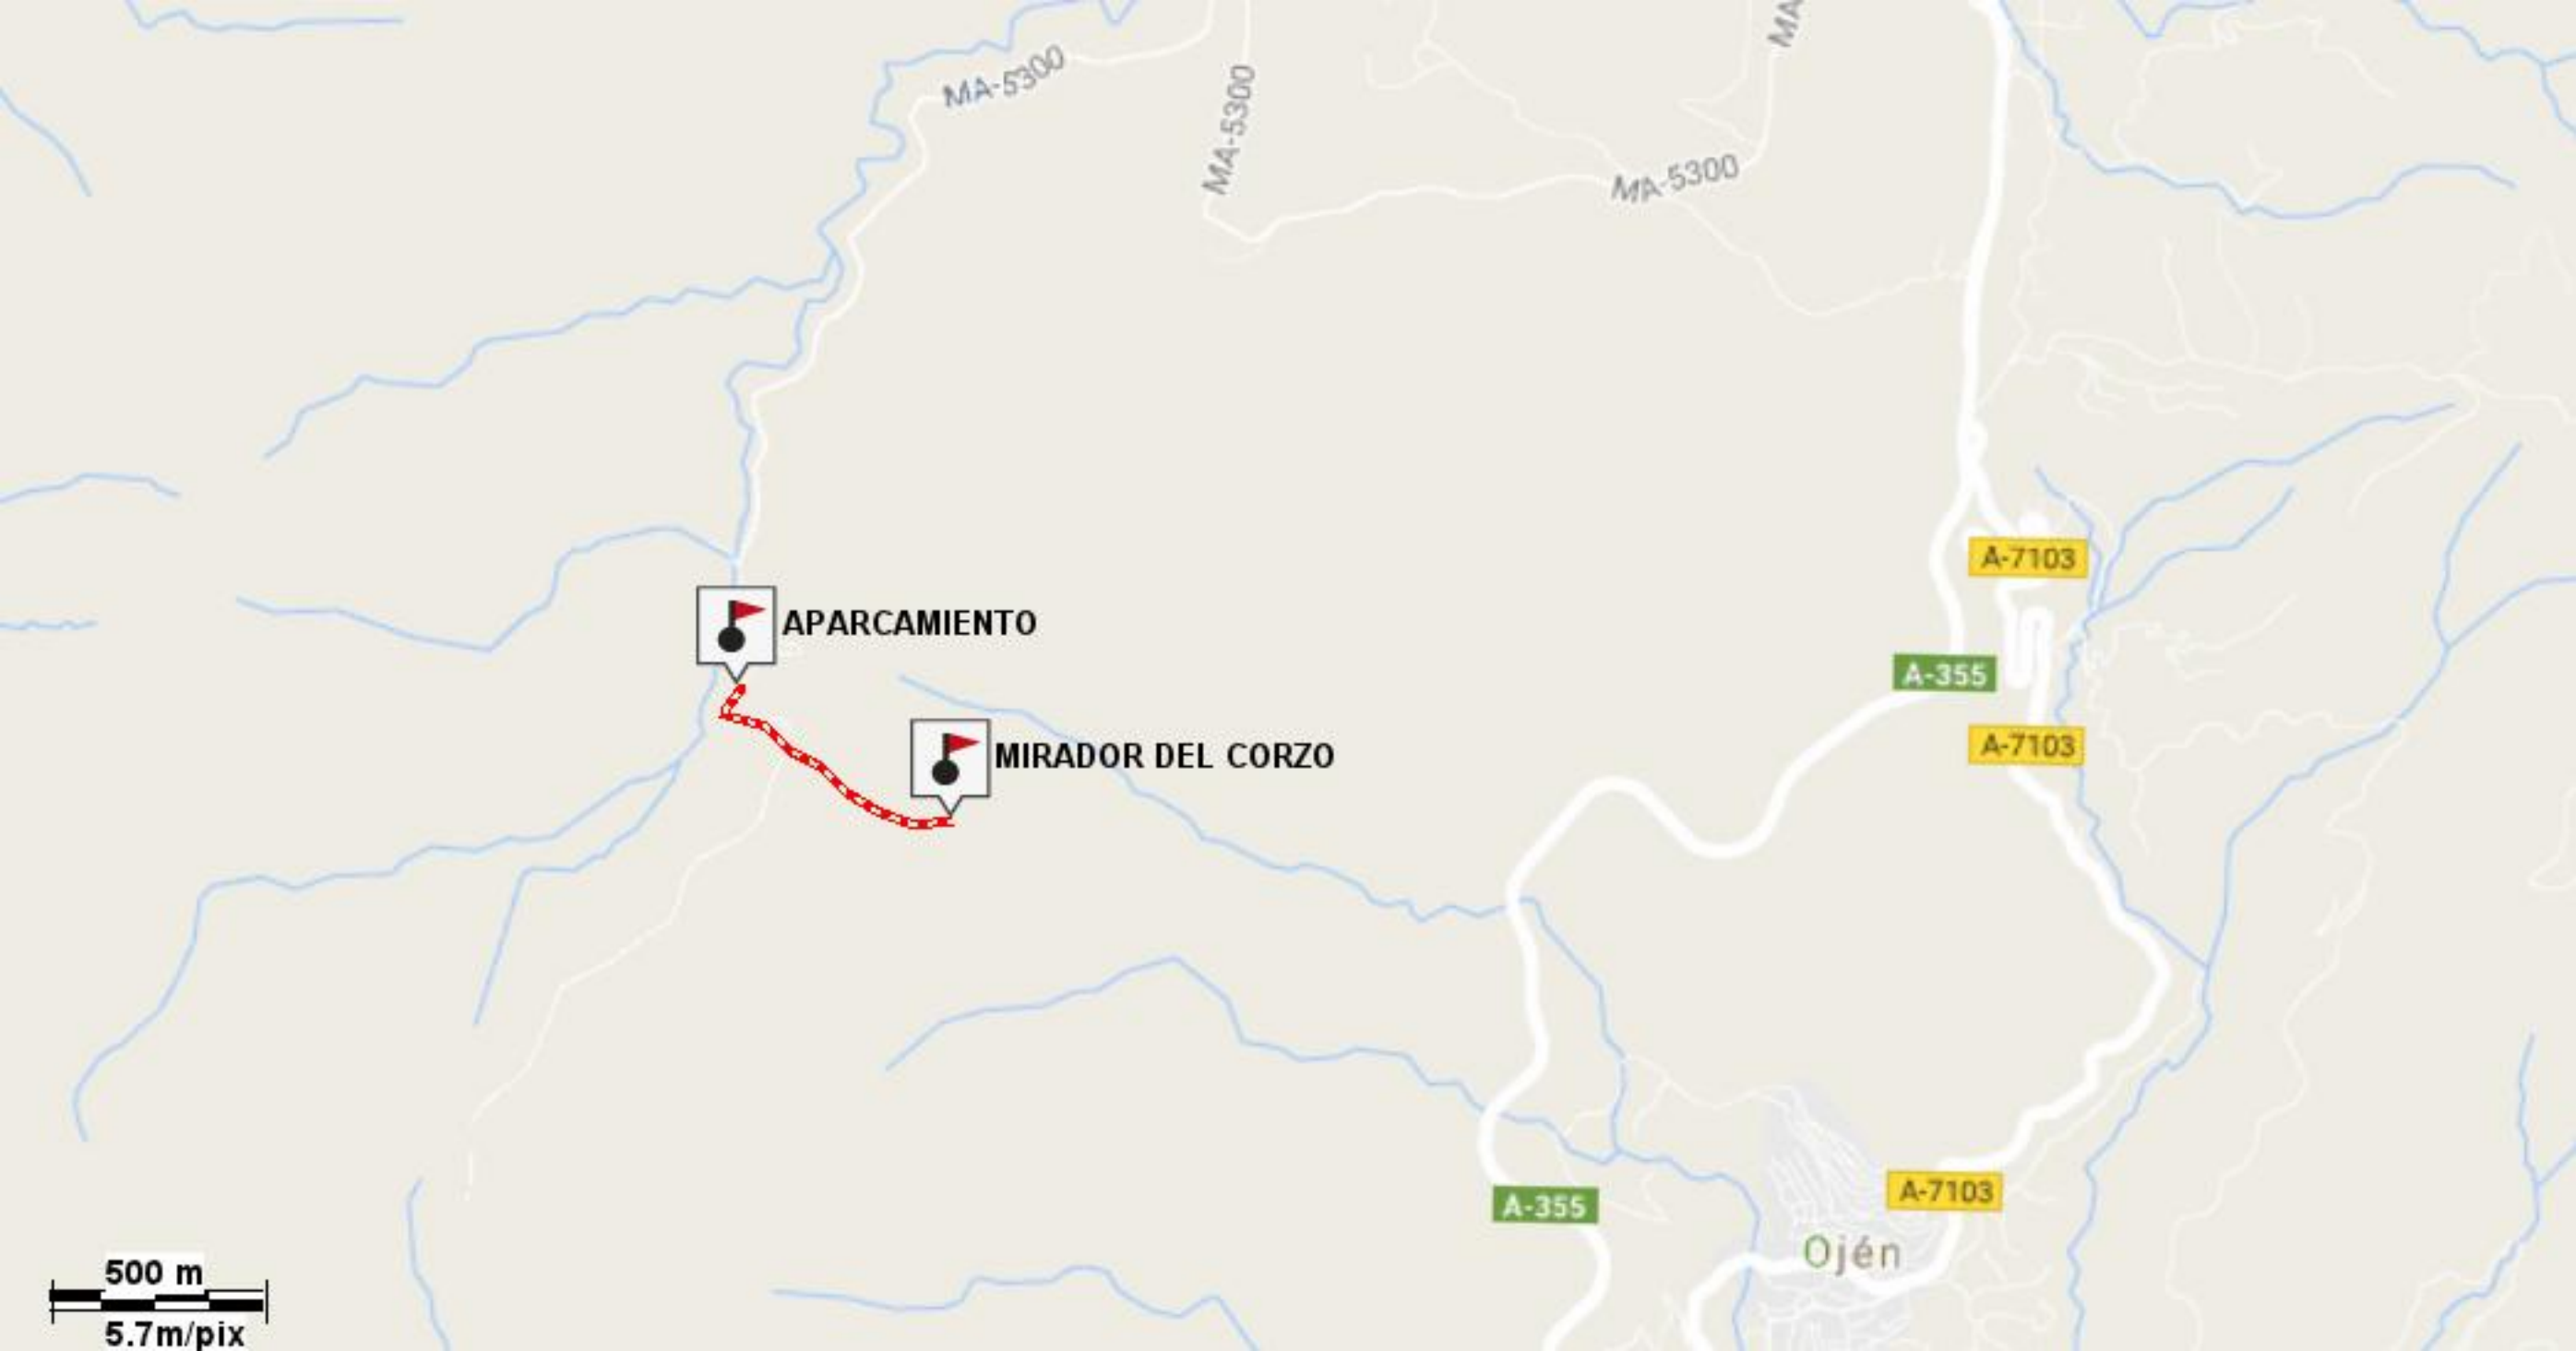 MA
MA-5300
MA-5300
MA-5300
A-7103
APARCAMIENTO
A-355
A-7103
MIRADOR DEL CORZO
A-7103
A-355
Ojén
500 m
5.7m/pix